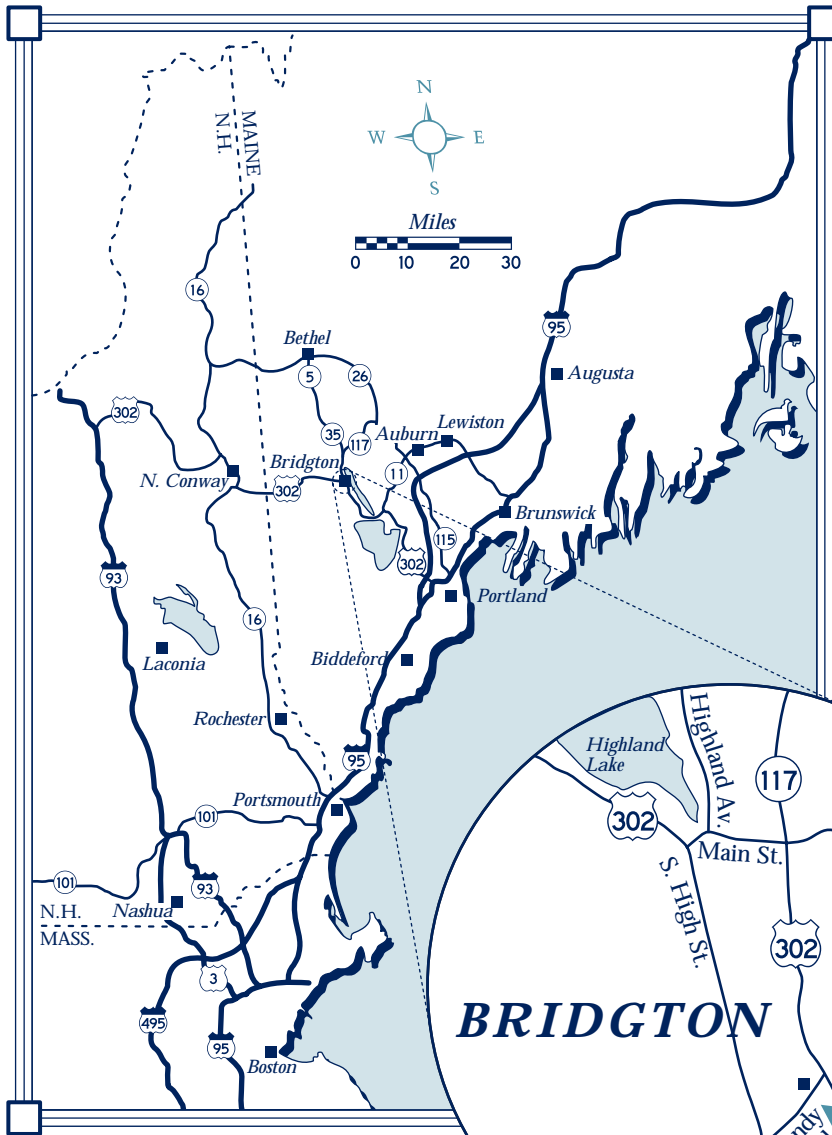 N
W
E
S
MAINE
N.H.
Miles
0 10 20 30
16
95
Bethel
5
26
Augusta
302
35
117
Auburn
Lewiston
Bridgton
11
N. Conway
302
Brunswick
115
302
93
Portland
16
Laconia
Biddeford
Rochester
95
Portsmouth
101
101
93
Nashua
N.H.
MASS.
3
495
95
Boston
Highland
Lake
Highland Av.
117
302
Main St.
S. High St.
302
BRIDGTON